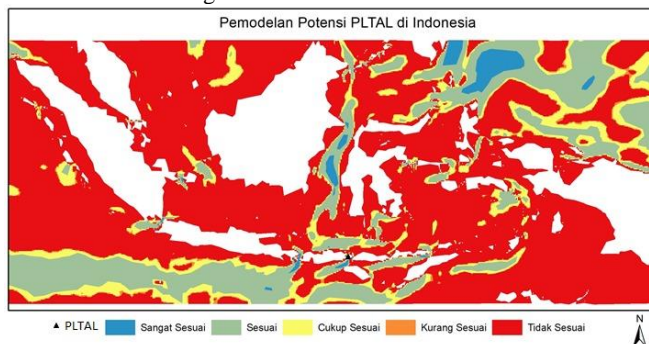 Pemodelan Potensi PLTAL di Indonesia
PLTAL Sangat Sesuai Sesuai Cukup Sesuai Kurang Sesuai Tidak Sesuai
N